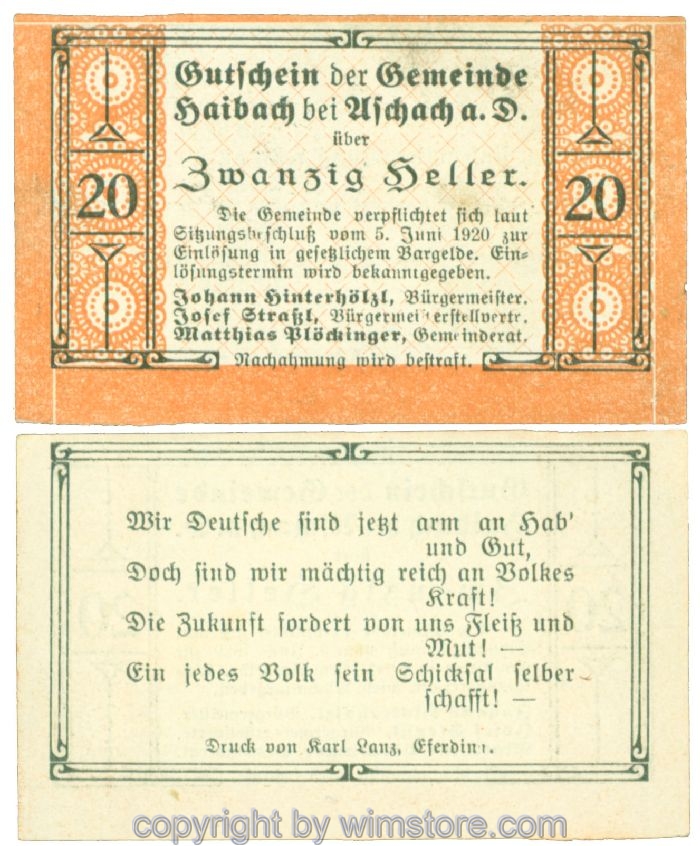 Gutschein der Gemeinde
Haibach bei Aschach a. D.
über
Zwanzig Heller.
20
20
Die Gemeinde verpflichtet sich laut
Sitzungsbeschluß vom 5. Juni 1920 zur
Einlösung in gesetzlichem Bargelde. Ein-
lösungstermin wird bekanntgegeben.
Johann Hinterhölzl, Bürgermeister.
Josef Straßl, Bürgermeisterstellvertr.
Matthias Plöckinger, Gemeinderat.
Nachahmung wird bestraft.
Wir Deutsche sind jetzt arm an Hab'
und Gut,
Doch sind wir mächtig reich an Volkes
Kraft!
Die Zukunft fordert von uns Fleiß und
Mut! —
Ein jedes Volk sein Schicksal selber
schafft! —
Druck von Karl Lanz, Eferding.
copyright by wimstore.com